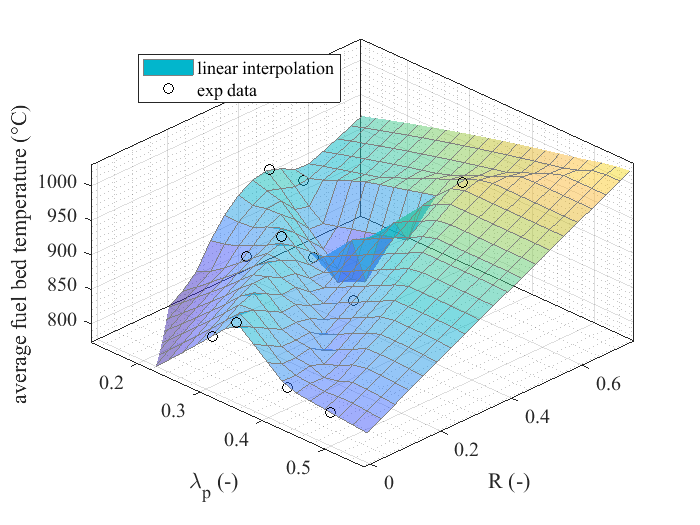 linear interpolation
exp data
average fuel bed temperature (°C)
1000
950
900
850
800
0.2
0.3
0.4
0.5
λp (-)
0
0.2
0.4
0.6
R (-)